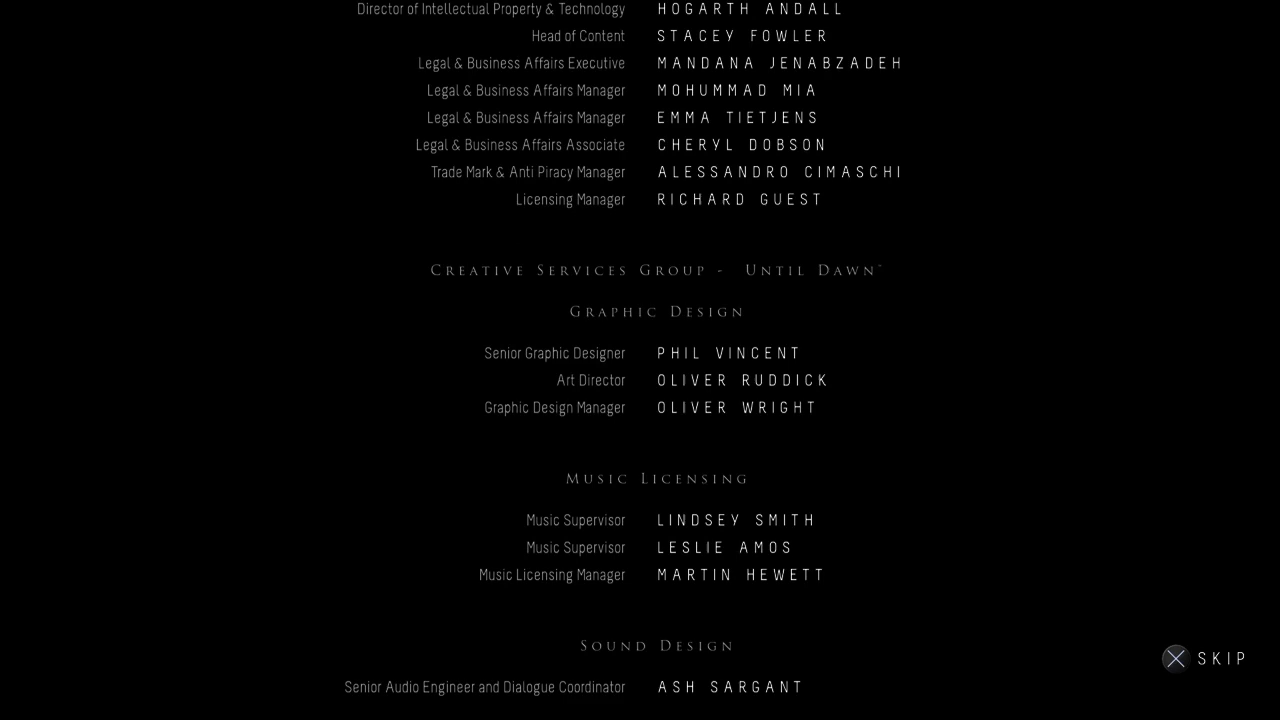 Director of Intellectual Property & Technology HOGARTH ANDALL
Head of Content STACEY FOWLER
Legal & Business Affairs Executive MANDANA JENABZADEH
Legal & Business Affairs Manager MOHUMMAD MIA
Legal & Business Affairs Manager EMMA TIETJENS
Legal & Business Affairs Associate CHERYL DOBSON
Trade Mark & Anti Piracy Manager ALESSANDRO CIMASCHI
Licensing Manager RICHARD GUEST
Creative Services Group - Until Dawn™
Graphic Design
Senior Graphic Designer PHIL VINCENT
Art Director OLIVER RUDDICK
Graphic Design Manager OLIVER WRIGHT
Music Licensing
Music Supervisor LINDSEY SMITH
Music Supervisor LESLIE AMOS
Music Licensing Manager MARTIN HEWETT
Sound Design
SKIP
Senior Audio Engineer and Dialogue Coordinator ASH SARGANT